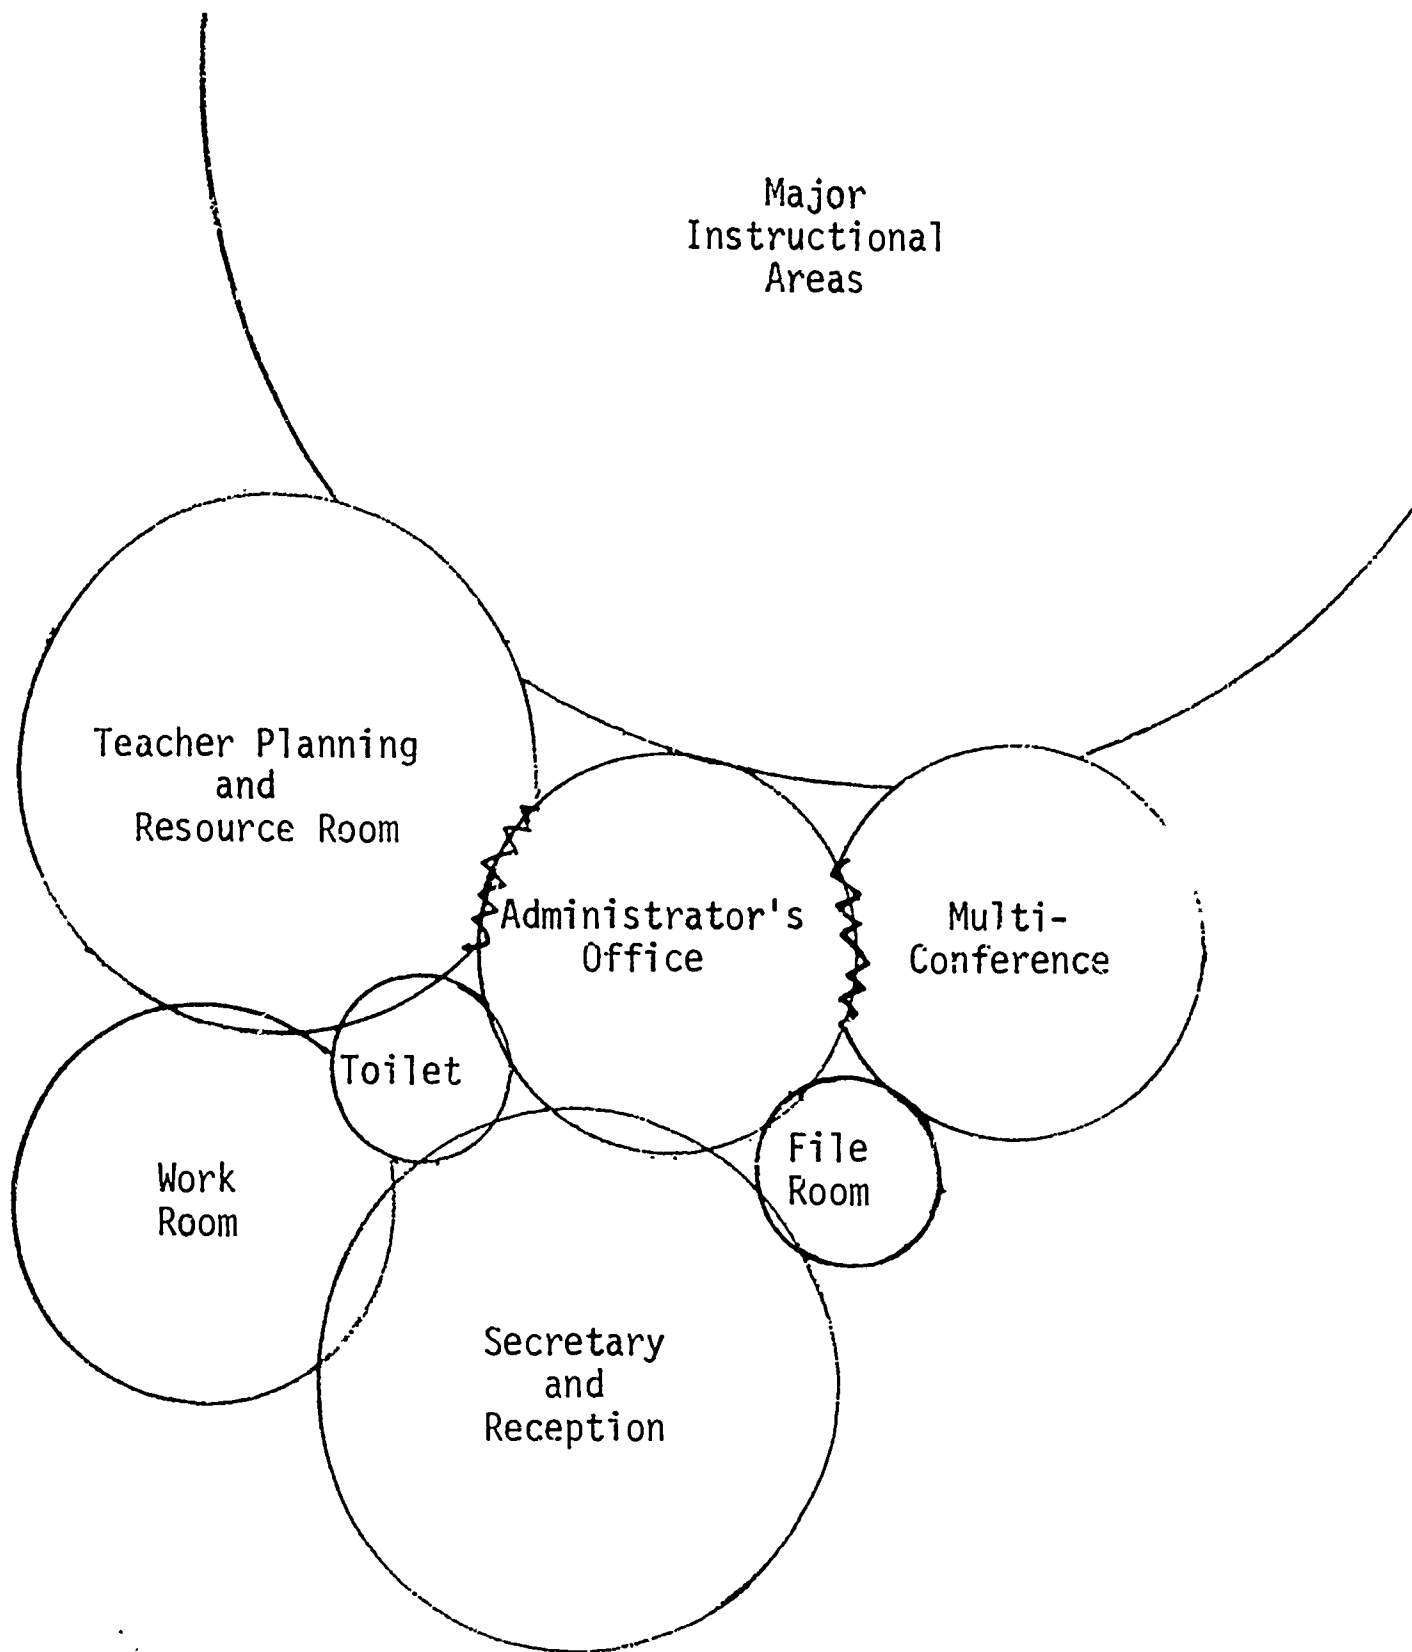 Major
Instructional
Areas
Teacher Planning
and
Resource Room
Administrator's
Office
Multi-
Conference
Toilet
File
Room
Work
Room
Secretary
and
Reception